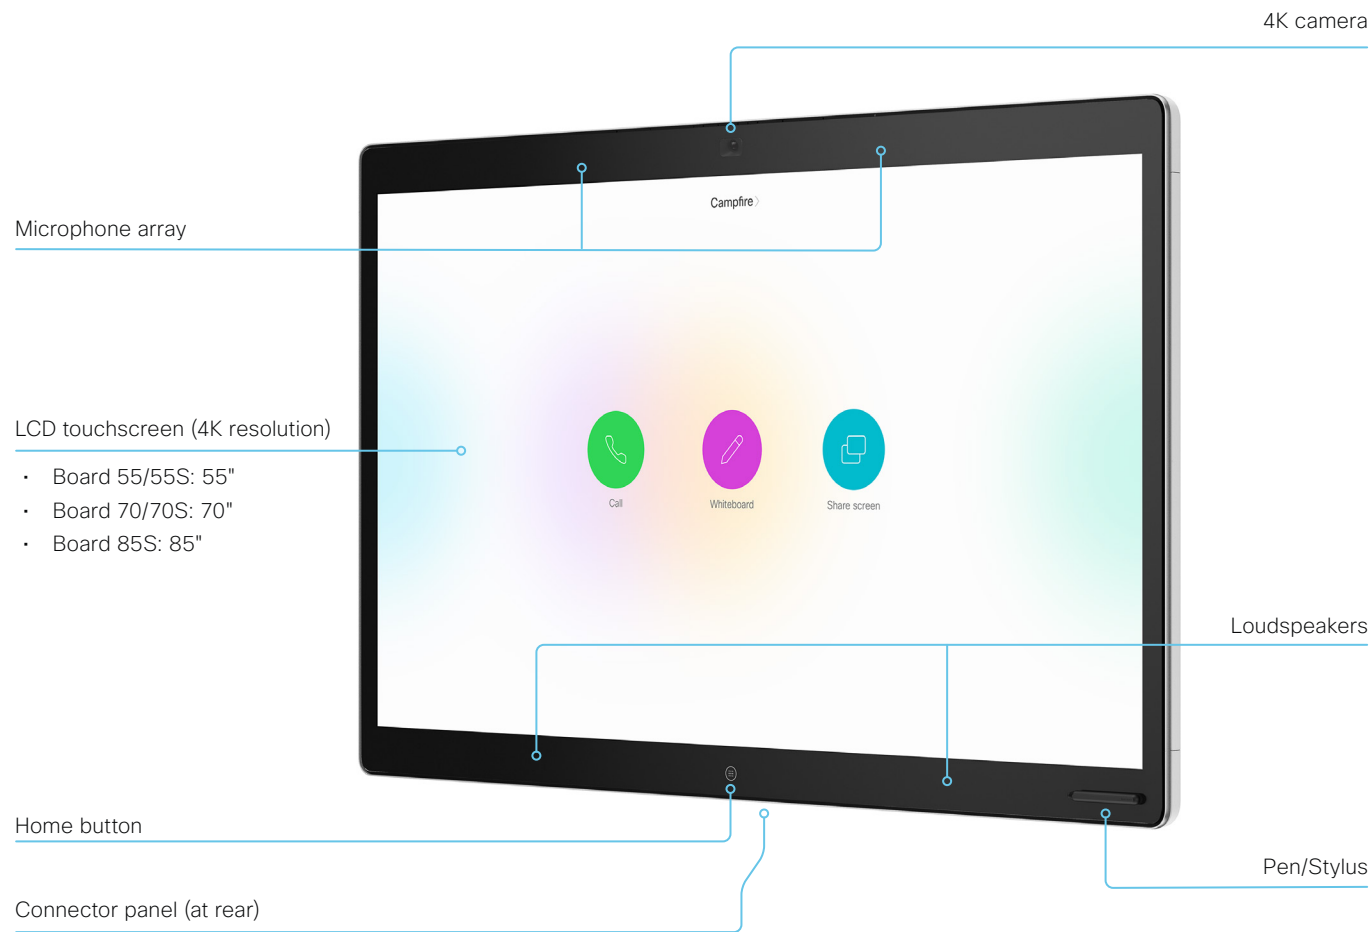 4K camera
Campfire
Microphone array
LCD touchscreen (4K resolution)
· Board 55/55S: 55"
· Board 70/70S: 70"
· Board 85S: 85"
Call
Whiteboard
Share screen
Loudspeakers
Home button
Pen/Stylus
Connector panel (at rear)